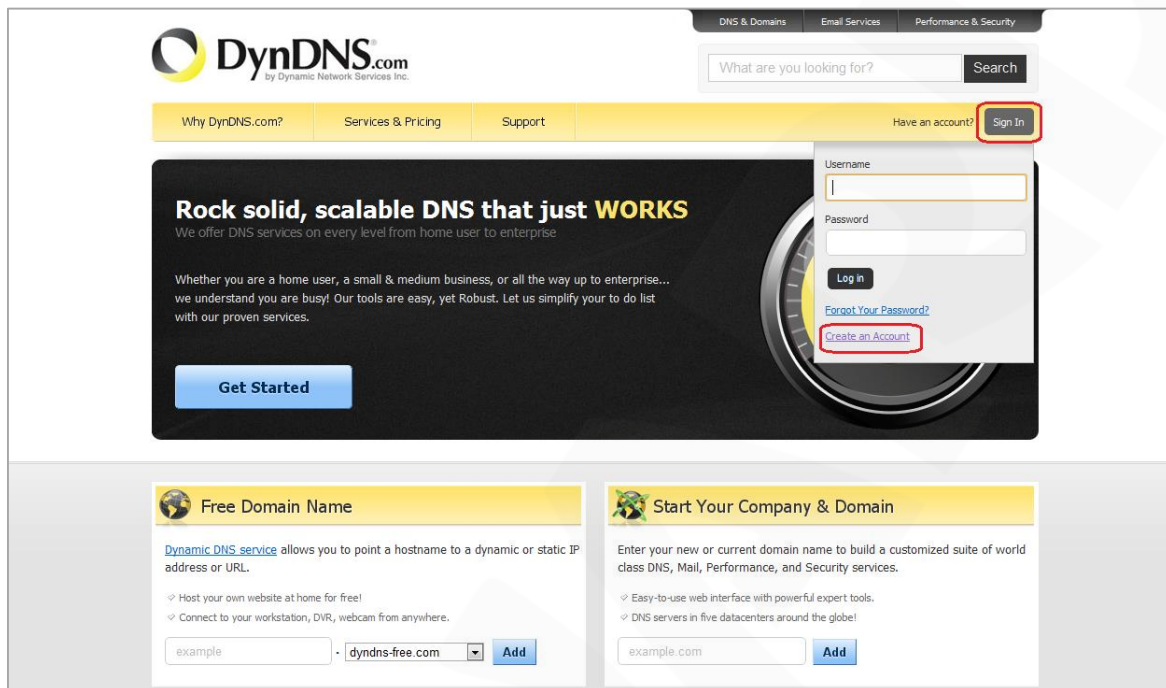 DNS & Domains Email Services Performance & Security
DynDNS.com
by Dynamic Network Services Inc.
What are you looking for? Search
Why DynDNS.com? Services & Pricing Support Have an account? Sign In
Username
Password
Log in
Forgot Your Password?
Create an Account
Rock solid, scalable DNS that just WORKS
We offer DNS services on every level from home user to enterprise
Whether you are a home user, a small & medium business, or all the way up to enterprise...
we understand you are busy! Our tools are easy, yet Robust. Let us simplify your to do list
with our proven services.
Get Started
Free Domain Name
Dynamic DNS service allows you to point a hostname to a dynamic or static IP
address or URL.
Host your own website at home for free!
Connect to your workstation, DVR, webcam from anywhere.
example . dyndns-free.com Add
Start Your Company & Domain
Enter your new or current domain name to build a customized suite of world
class DNS, Mail, Performance, and Security services.
Easy-to-use web interface with powerful expert tools.
DNS servers in five datacenters around the globe!
example.com Add